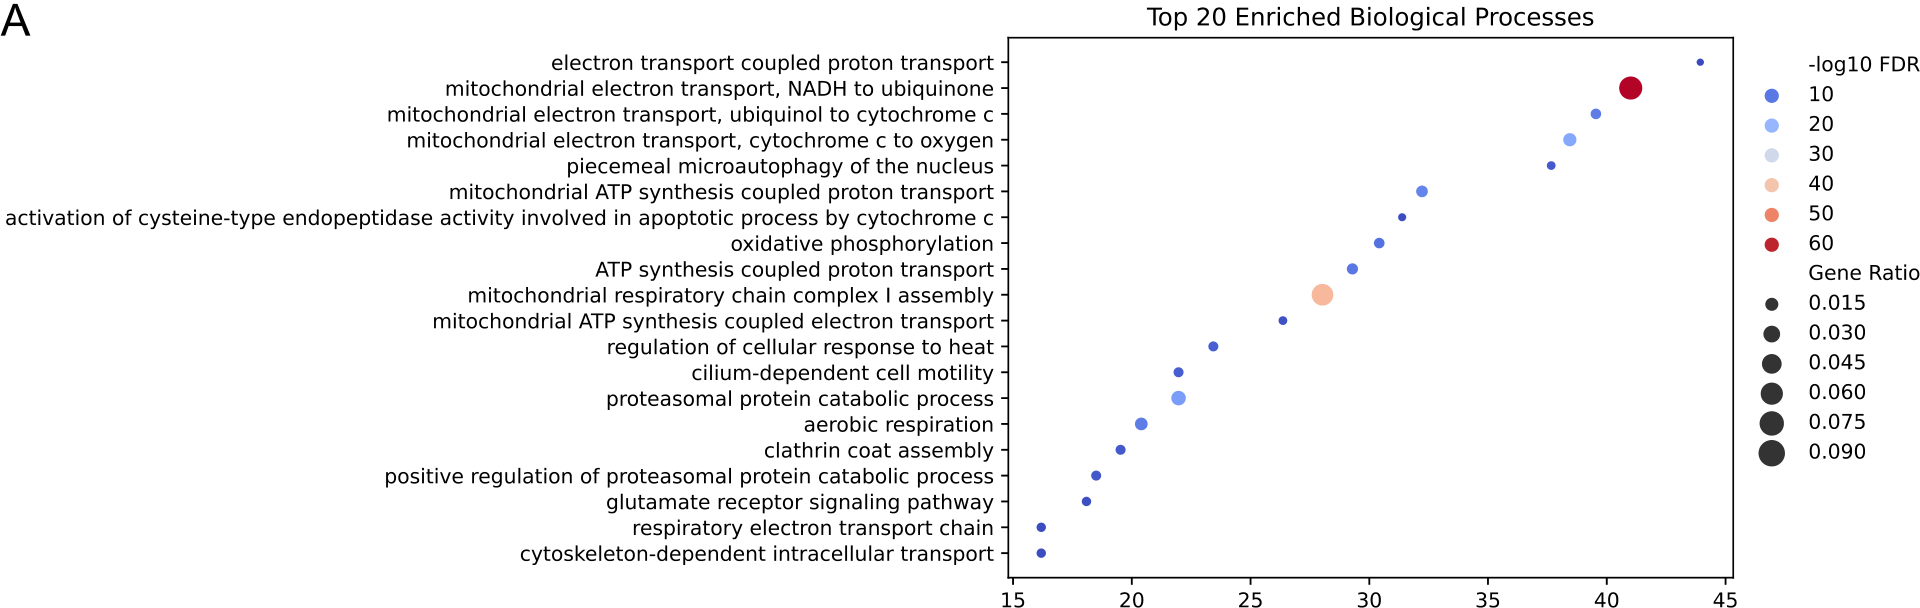 A
Top 20 Enriched Biological Processes
electron transport coupled proton transport
mitochondrial electron transport, NADH to ubiquinone
mitochondrial electron transport, ubiquinol to cytochrome c
mitochondrial electron transport, cytochrome c to oxygen
piecemeal microautophagy of the nucleus
mitochondrial ATP synthesis coupled proton transport
activation of cysteine-type endopeptidase activity involved in apoptotic process by cytochrome c
oxidative phosphorylation
ATP synthesis coupled proton transport
mitochondrial respiratory chain complex I assembly
mitochondrial ATP synthesis coupled electron transport
regulation of cellular response to heat
cilium-dependent cell motility
proteasomal protein catabolic process
aerobic respiration
clathrin coat assembly
positive regulation of proteasomal protein catabolic process
glutamate receptor signaling pathway
respiratory electron transport chain
cytoskeleton-dependent intracellular transport
15 20 25 30 35 40 45
-log10 FDR
10
20
30
40
50
60
Gene Ratio
0.015
0.030
0.045
0.060
0.075
0.090